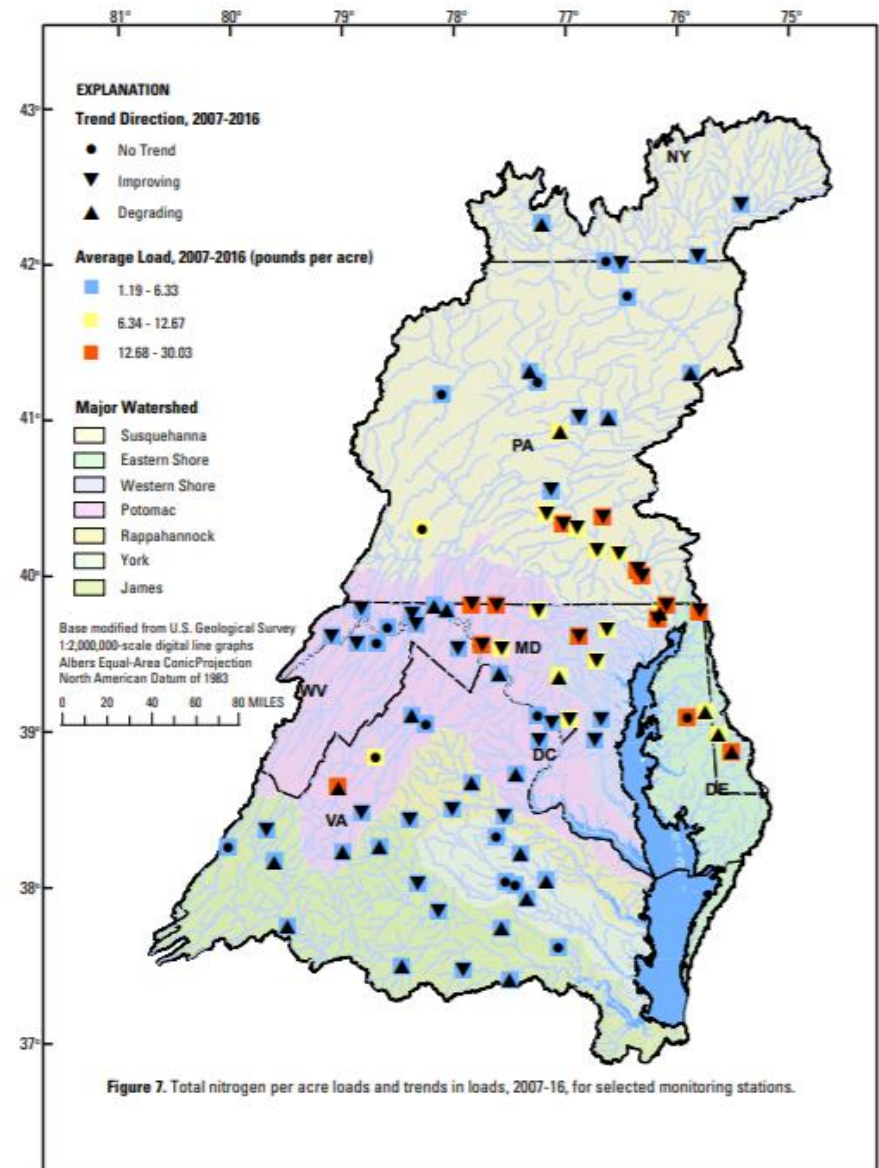 81° 80° 79° 78° 77° 76° 75°
EXPLANATION
Trend Direction, 2007-2016
No Trend
Improving
Degrading
Average Load, 2007-2016 (pounds per acre)
1.19 - 6.33
6.34 - 12.67
12.68 - 30.03
Major Watershed
Susquehanna
Eastern Shore
Western Shore
Potomac
Rappahannock
York
James
Base modified from U.S. Geological Survey
1:2,000,000-scale digital line graphs
Albers Equal-Area ConicProjection
North American Datum of 1983
0 20 40 60 80 MILES
43°
42°
41°
40°
39°
38°
37°
NY
PA
MD
WV
DC
DE
VA
Figure 7. Total nitrogen per acre loads and trends in loads, 2007-16, for selected monitoring stations.